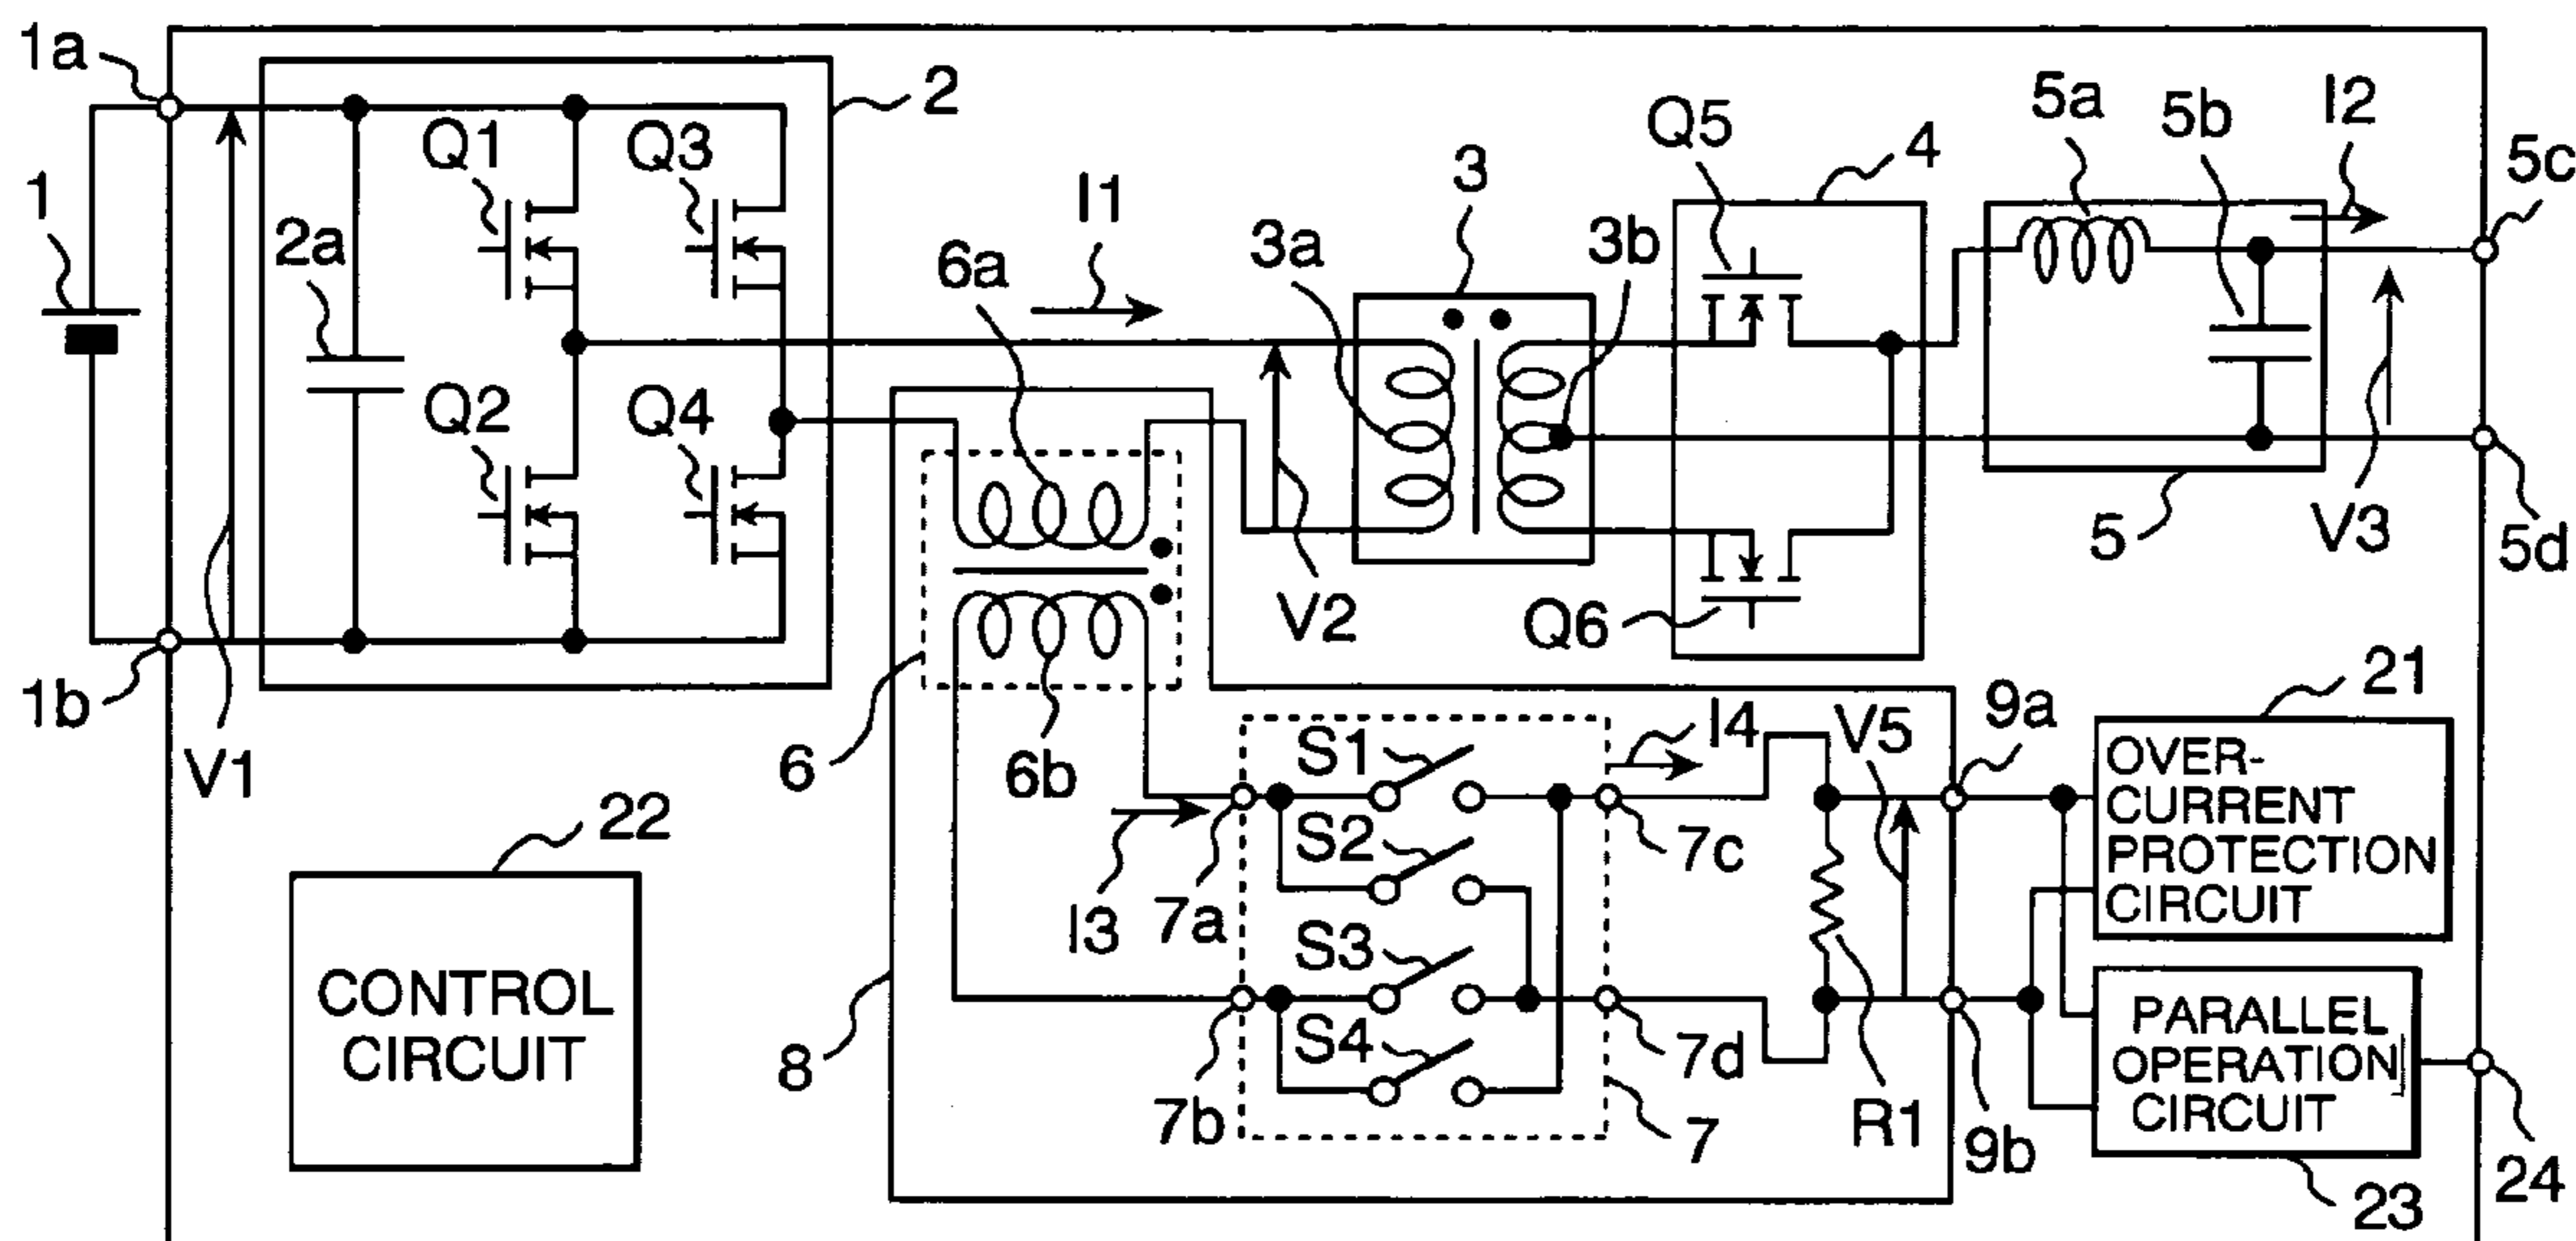 1a
2
Q1
Q3
1
2a
Q2
Q4
1b
V1
I1
6a
3
3a
3b
Q5
4
5a
5b
I2
5c
V2
Q6
5
V3
5d
6
6b
22
CONTROL
CIRCUIT
8
I3
7a
7b
S1
S2
S3
S4
I4
7c
7d
7
V5
R1
9a
9b
21
OVER-
CURRENT
PROTECTION
CIRCUIT
PARALLEL
OPERATION
CIRCUIT
23
24